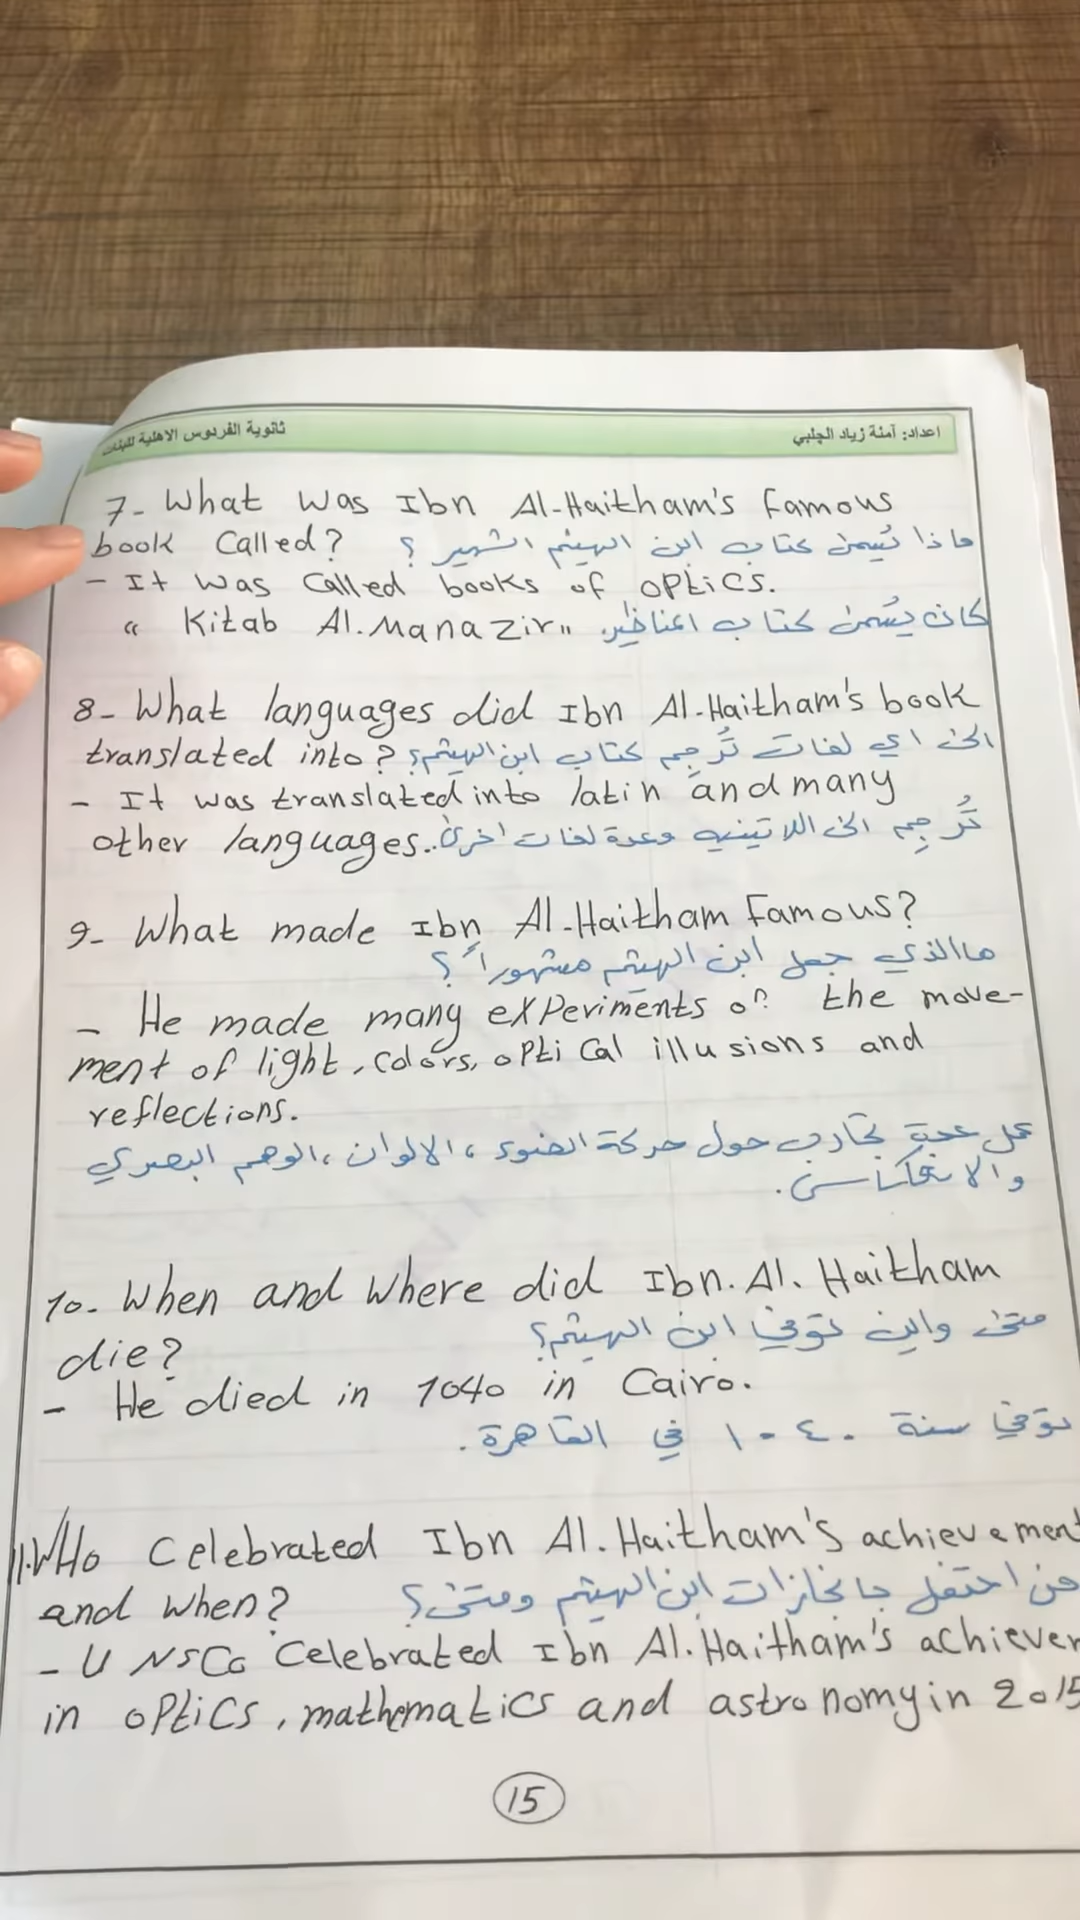 اعداد: آمنة زياد الچلبي
ثانوية الفردوس الاهلية للبنات
7- What was Ibn Al-Haitham's famous
book called? ماذا تُسمى كتاب ابن الهيثم الشهير ؟
- It was called books of optics.
" Kitab Al.Manazir" كان يُسمى كتاب المناظير.
8- What languages did Ibn Al-Haitham's book
translated into? الى اي لغات تُرجم كتاب ابن الهيثم؟
- It was translated into latin and many
other languages. تُرجِم الى اللاتينيه وعدة لغات اخرى.
9- What made Ibn Al-Haitham Famous?
ماالذي جعل ابن الهيثم مشهوراً ؟
- He made many experiments on the move-
ment of light, colors, optical illusions and
reflections.
عمل عدة تجارب حول حركة الضوء ، الالوان ، الوهم البصري
والانعكاس.
10- When and where did Ibn. Al. Haitham
die? متى واين توفي ابن الهيثم؟
- He died in 1040 in Cairo.
توفي سنة ١٠٤٠ في القاهرة .
11. Who celebrated Ibn Al. Haitham's achievement
and when? من احتفل بانجازات ابن الهيثم ومتى؟
- UNSCo celebrated Ibn Al. Haitham's achiever
in optics, mathematics and astronomy in 2015
15